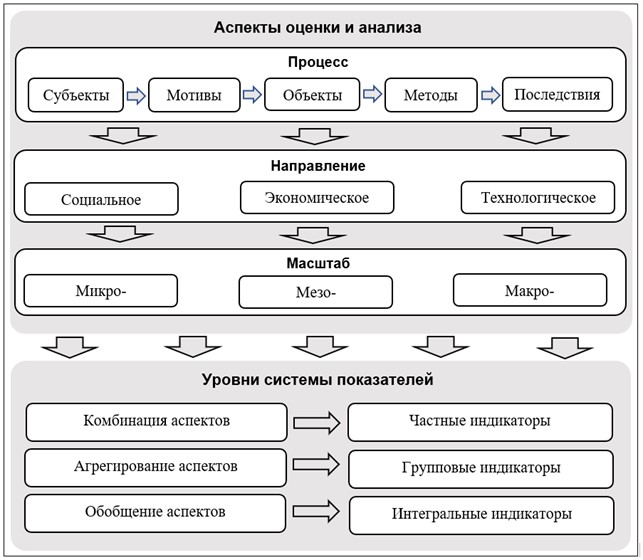 Аспекты оценки и анализа
Процесс
Субъекты Мотивы Объекты Методы Последствия
Направление
Социальное Экономическое Технологическое
Масштаб
Микро- Мезо- Макро-
Уровни системы показателей
Комбинация аспектов Частные индикаторы
Агрегирование аспектов Групповые индикаторы
Обобщение аспектов Интегральные индикаторы